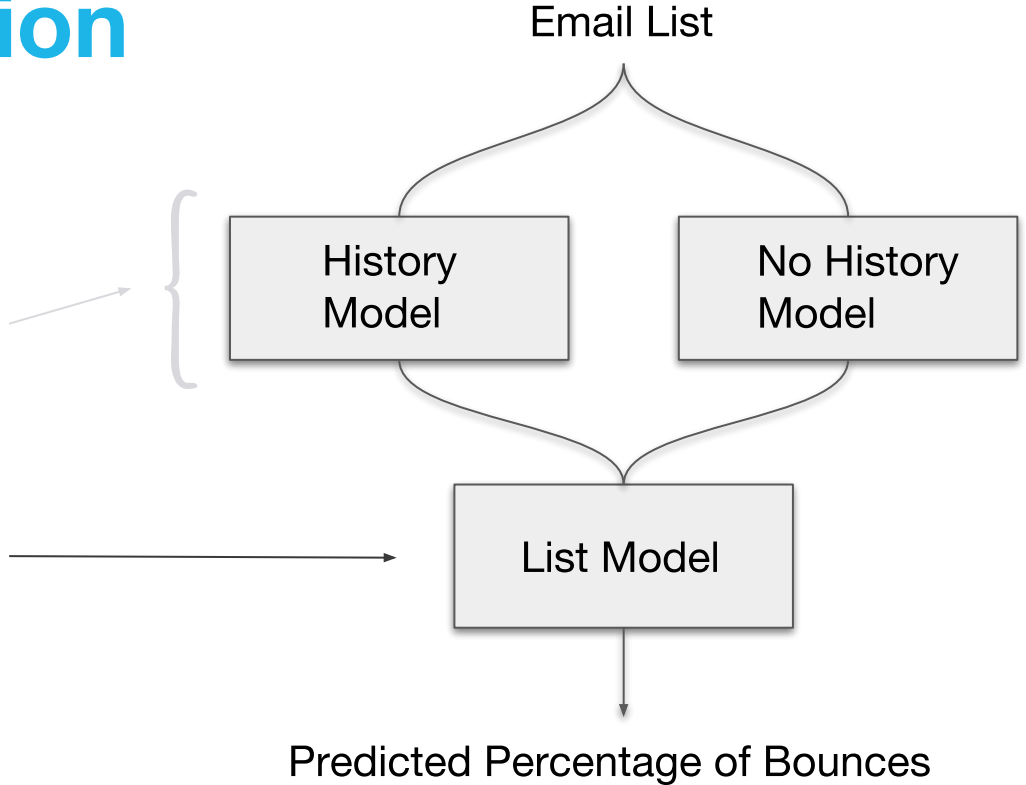 ion
Email List
History
Model
No History
Model
List Model
Predicted Percentage of Bounces